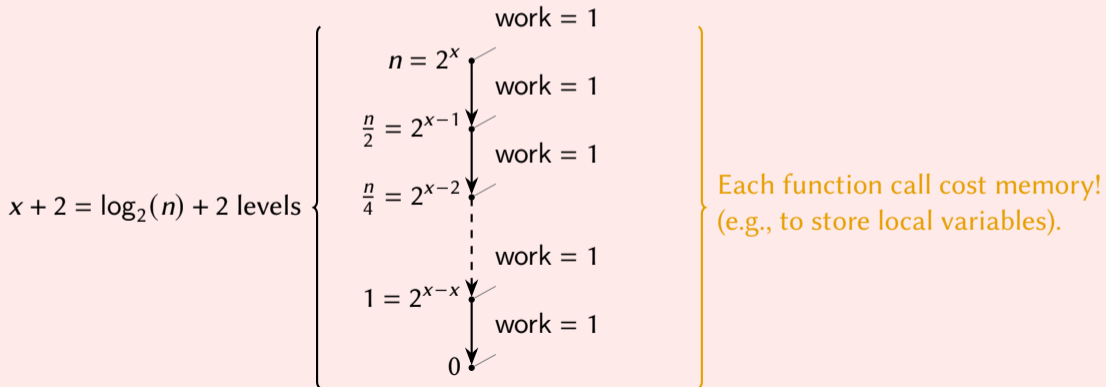 work = 1
n = 2^x
work = 1
n/2 = 2^{x−1}
work = 1
n/4 = 2^{x−2}
x + 2 = log₂(n) + 2 levels
Each function call cost memory!
(e.g., to store local variables).
work = 1
1 = 2^{x−x}
work = 1
0